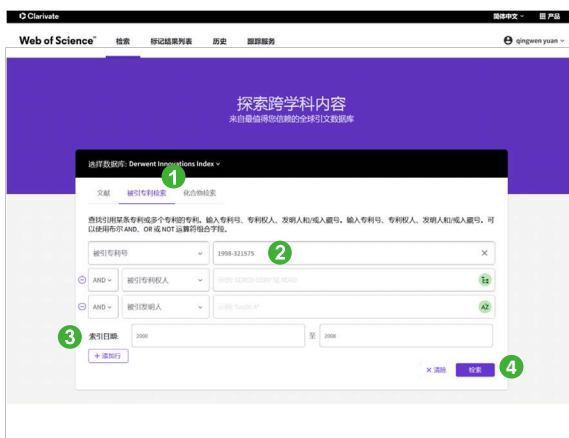 Clarivate 简体中文 产品
Web of Science™ 检索 标记结果列表 历史 跟踪服务 qingwen yuan
探索跨学科内容
来自最值得您信赖的全球引文数据库
选择数据库: Derwent Innovations Index
1
文献 被引专利检索 化合物检索
查找引用某条专利或多个专利的专利。输入专利号、专利权人、发明人和/或入藏号。输入专利号、专利权人、发明人和/或入藏号。可
以使用布尔 AND、OR 或 NOT 运算符组合字段。
被引专利号 1998-321575 2
AND 被引专利权人
AND 被引发明人 AZ
3 索引日期: 2000 至 2008
+ 添加行
× 清除 检索 4